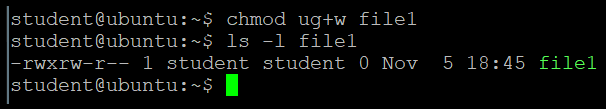 student@ubuntu:~$ chmod ug+w file1
student@ubuntu:~$ ls -l file1
-rwxrw-r-- 1 student student 0 Nov  5 18:45 file1
student@ubuntu:~$